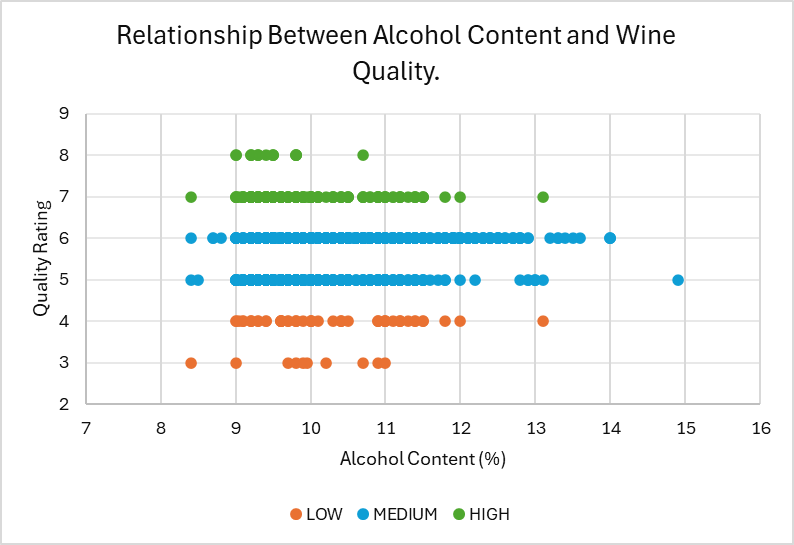 Relationship Between Alcohol Content and Wine
Quality.
9
8
7
6
5
4
3
2
Quality Rating
7 8 9 10 11 12 13 14 15 16
Alcohol Content (%)
LOW MEDIUM HIGH